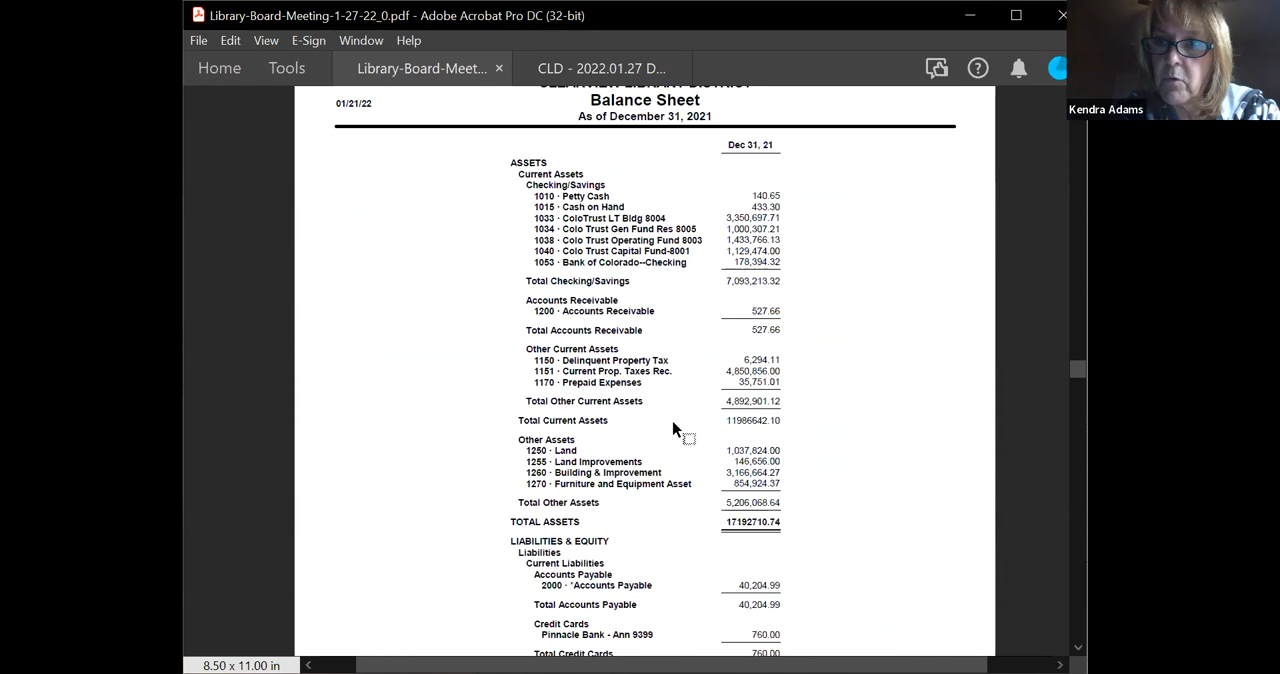 Library-Board-Meeting-1-27-22_0.pdf - Adobe Acrobat Pro DC (32-bit)
File Edit View E-Sign Window Help
Home Tools Library-Board-Meet... × CLD - 2022.01.27 D...
Kendra Adams
CLEARVIEW LIBRARY DISTRICT
01/21/22 Balance Sheet
As of December 31, 2021
Dec 31, 21
ASSETS
Current Assets
Checking/Savings
1010 · Petty Cash 140.65
1015 · Cash on Hand 433.30
1033 · ColoTrust LT Bldg 8004 3,350,697.71
1034 · Colo Trust Gen Fund Res 8005 1,000,307.21
1038 · Colo Trust Operating Fund 8003 1,433,766.13
1040 · Colo Trust Capital Fund-8001 1,129,474.00
1053 · Bank of Colorado--Checking 178,394.32
Total Checking/Savings 7,093,213.32
Accounts Receivable
1200 · Accounts Receivable 527.66
Total Accounts Receivable 527.66
Other Current Assets
1150 · Delinquent Property Tax 6,294.11
1151 · Current Prop. Taxes Rec. 4,850,856.00
1170 · Prepaid Expenses 35,751.01
Total Other Current Assets 4,892,901.12
Total Current Assets 11986642.10
Other Assets
1250 · Land 1,037,824.00
1255 · Land Improvements 146,656.00
1260 · Building & Improvement 3,166,664.27
1270 · Furniture and Equipment Asset 854,924.37
Total Other Assets 5,206,068.64
TOTAL ASSETS 17192710.74
LIABILITIES & EQUITY
Liabilities
Current Liabilities
Accounts Payable
2000 · *Accounts Payable 40,204.99
Total Accounts Payable 40,204.99
Credit Cards
Pinnacle Bank - Ann 9399 760.00
Total Credit Cards 760.00
8.50 x 11.00 in